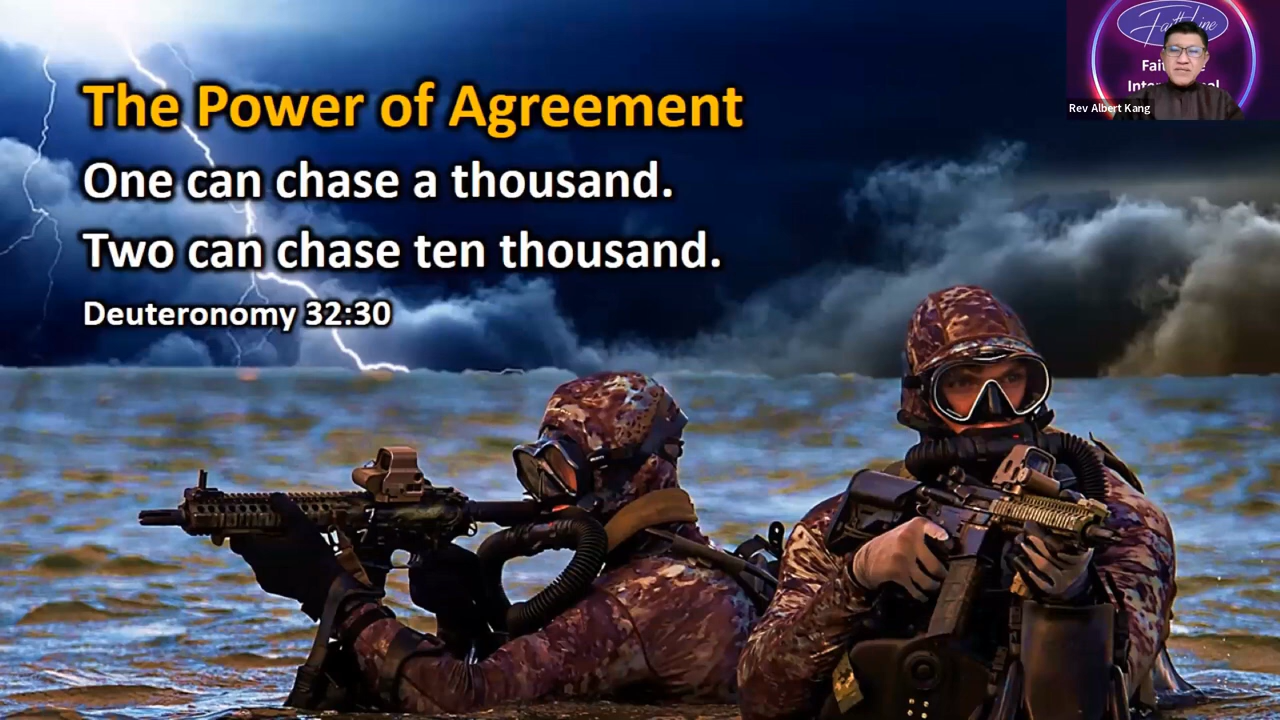 The Power of Agreement
One can chase a thousand.
Two can chase ten thousand.
Deuteronomy 32:30
Rev Albert Kang